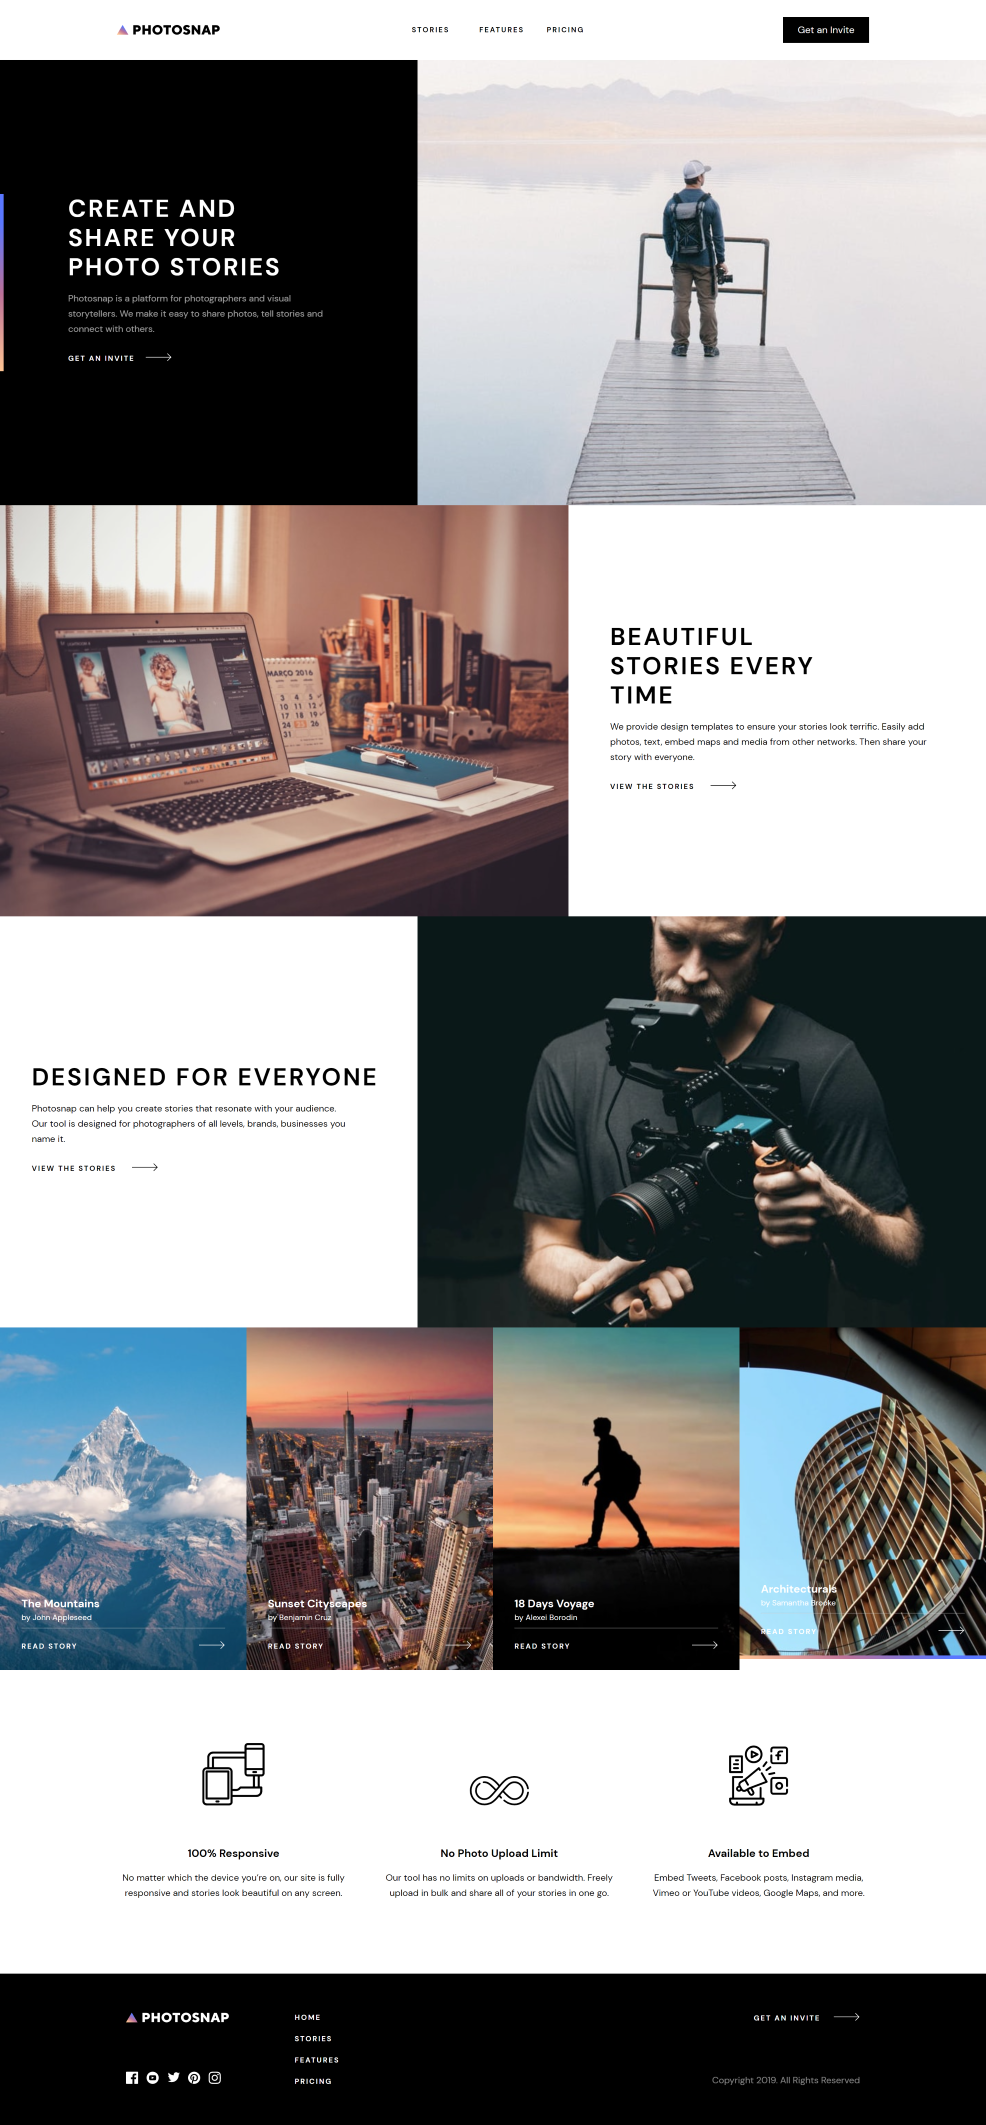 PHOTOSNAP
STORIES
FEATURES
PRICING
Get an Invite
CREATE AND
SHARE YOUR
PHOTO STORIES
Photosnap is a platform for photographers and visual
storytellers. We make it easy to share photos, tell stories and
connect with others.
GET AN INVITE
MARÇO 2016
BEAUTIFUL
STORIES EVERY
TIME
We provide design templates to ensure your stories look terrific. Easily add
photos, text, embed maps and media from other networks. Then share your
story with everyone.
VIEW THE STORIES
DESIGNED FOR EVERYONE
Photosnap can help you create stories that resonate with your audience.
Our tool is designed for photographers of all levels, brands, businesses you
name it.
VIEW THE STORIES
The Mountains
by John Appleseed
READ STORY
Sunset Cityscapes
by Benjamin Cruz
READ STORY
18 Days Voyage
by Alexei Borodin
READ STORY
Architecturals
by Samantha Brooke
READ STORY
100% Responsive
No matter which the device you're on, our site is fully
responsive and stories look beautiful on any screen.
No Photo Upload Limit
Our tool has no limits on uploads or bandwidth. Freely
upload in bulk and share all of your stories in one go.
Available to Embed
Embed Tweets, Facebook posts, Instagram media,
Vimeo or YouTube videos, Google Maps, and more.
PHOTOSNAP
HOME
STORIES
FEATURES
PRICING
GET AN INVITE
Copyright 2019. All Rights Reserved